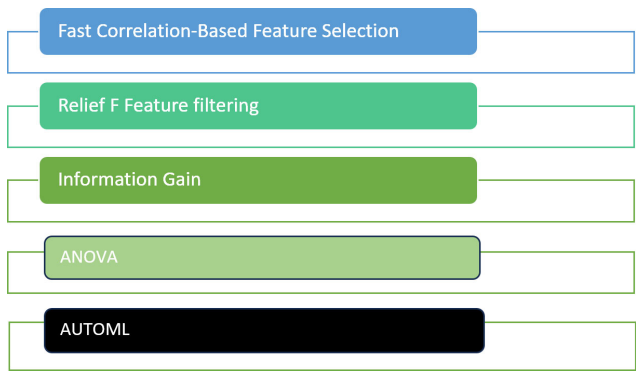 Fast Correlation-Based Feature Selection
Relief F Feature filtering
Information Gain
ANOVA
AUTOML